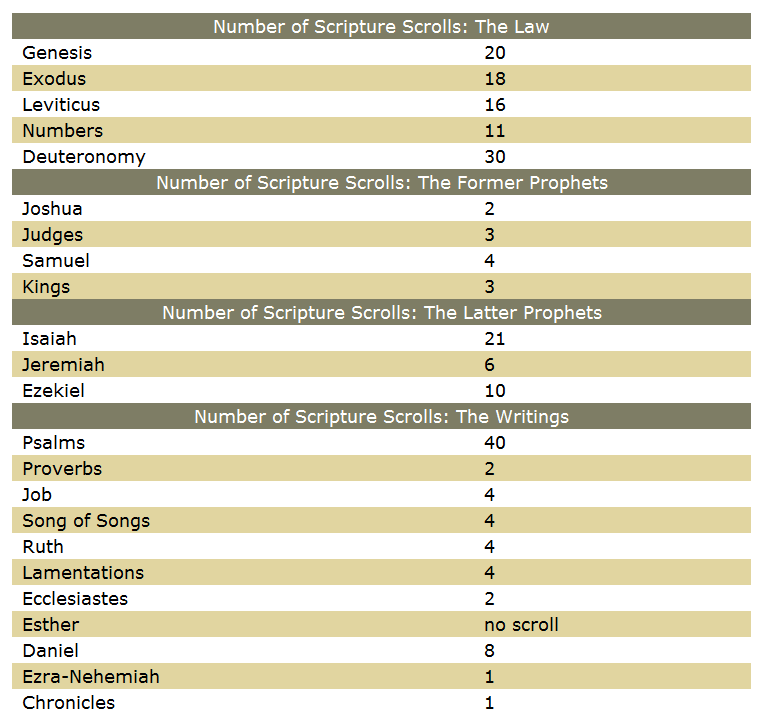 Number of Scripture Scrolls: The Law
Genesis 20
Exodus 18
Leviticus 16
Numbers 11
Deuteronomy 30
Number of Scripture Scrolls: The Former Prophets
Joshua 2
Judges 3
Samuel 4
Kings 3
Number of Scripture Scrolls: The Latter Prophets
Isaiah 21
Jeremiah 6
Ezekiel 10
Number of Scripture Scrolls: The Writings
Psalms 40
Proverbs 2
Job 4
Song of Songs 4
Ruth 4
Lamentations 4
Ecclesiastes 2
Esther no scroll
Daniel 8
Ezra-Nehemiah 1
Chronicles 1